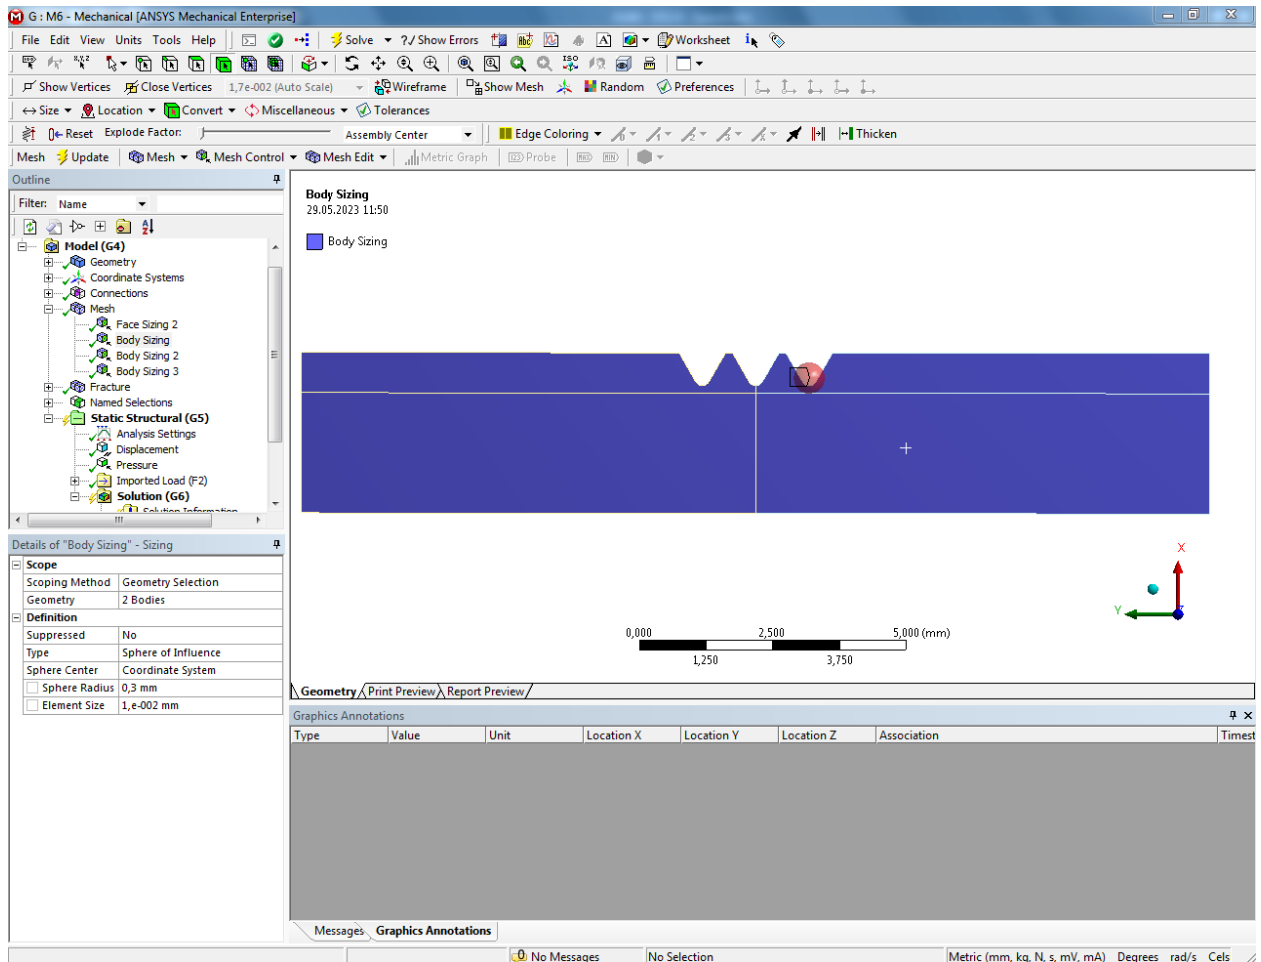 G : M6 - Mechanical [ANSYS Mechanical Enterprise]
File Edit View Units Tools Help Solve ?✓ Show Errors Worksheet
Show Vertices Close Vertices 1,7e-002 (Auto Scale) Wireframe Show Mesh Random Preferences
Size Location Convert Miscellaneous Tolerances
Reset Explode Factor: Assembly Center Edge Coloring Thicken
Mesh Update Mesh Mesh Control Mesh Edit Metric Graph Probe MAX MIN
Outline
Filter: Name
Model (G4)
Geometry
Coordinate Systems
Connections
Mesh
Face Sizing 2
Body Sizing
Body Sizing 2
Body Sizing 3
Fracture
Named Selections
Static Structural (G5)
Analysis Settings
Displacement
Pressure
Imported Load (F2)
Solution (G6)
Solution Information
Details of "Body Sizing" - Sizing
Scope
Scoping Method Geometry Selection
Geometry 2 Bodies
Definition
Suppressed No
Type Sphere of Influence
Sphere Center Coordinate System
Sphere Radius 0,3 mm
Element Size 1,e-002 mm
Body Sizing
29.05.2023 11:50
Body Sizing
X
Y
Z
0,000 2,500 5,000 (mm)
1,250 3,750
Geometry Print Preview Report Preview
Graphics Annotations
Type Value Unit Location X Location Y Location Z Association Timest
Messages Graphics Annotations
No Messages No Selection Metric (mm, kg, N, s, mV, mA) Degrees rad/s Cels